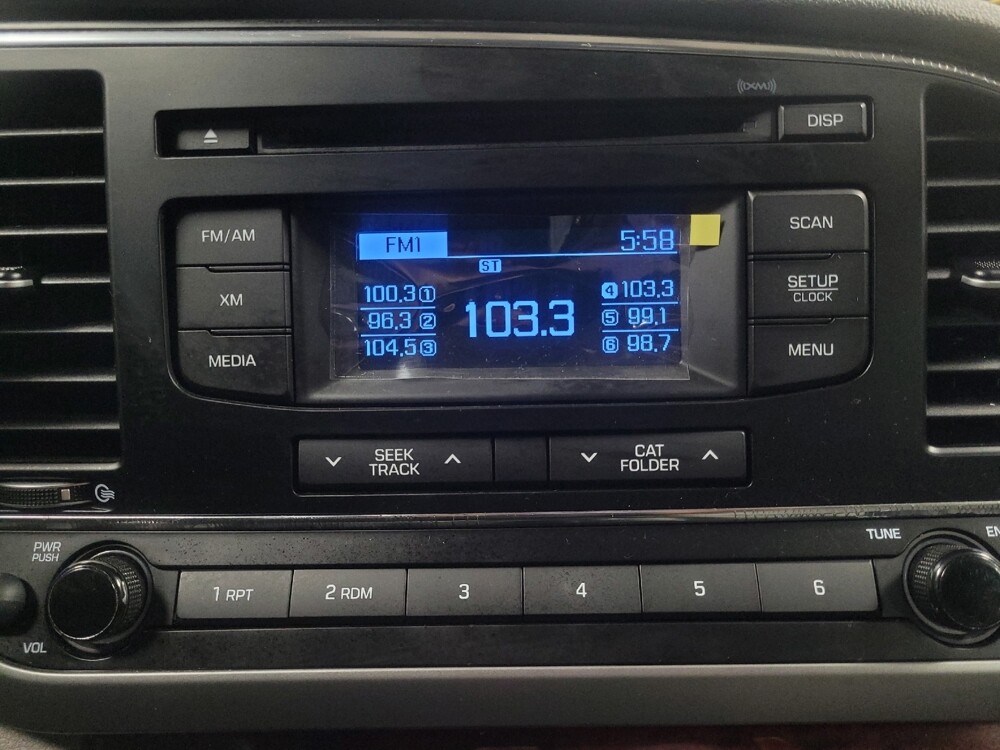 ((XM))
DISP
FM/AM
XM
MEDIA
FM1
5:58
ST
100.3 1
96.3 2
104.5 3
103.3
4 103.3
5 99.1
6 98.7
SCAN
SETUP
CLOCK
MENU
SEEK
TRACK
CAT
FOLDER
PWR
PUSH
VOL
1 RPT
2 RDM
3
4
5
6
TUNE